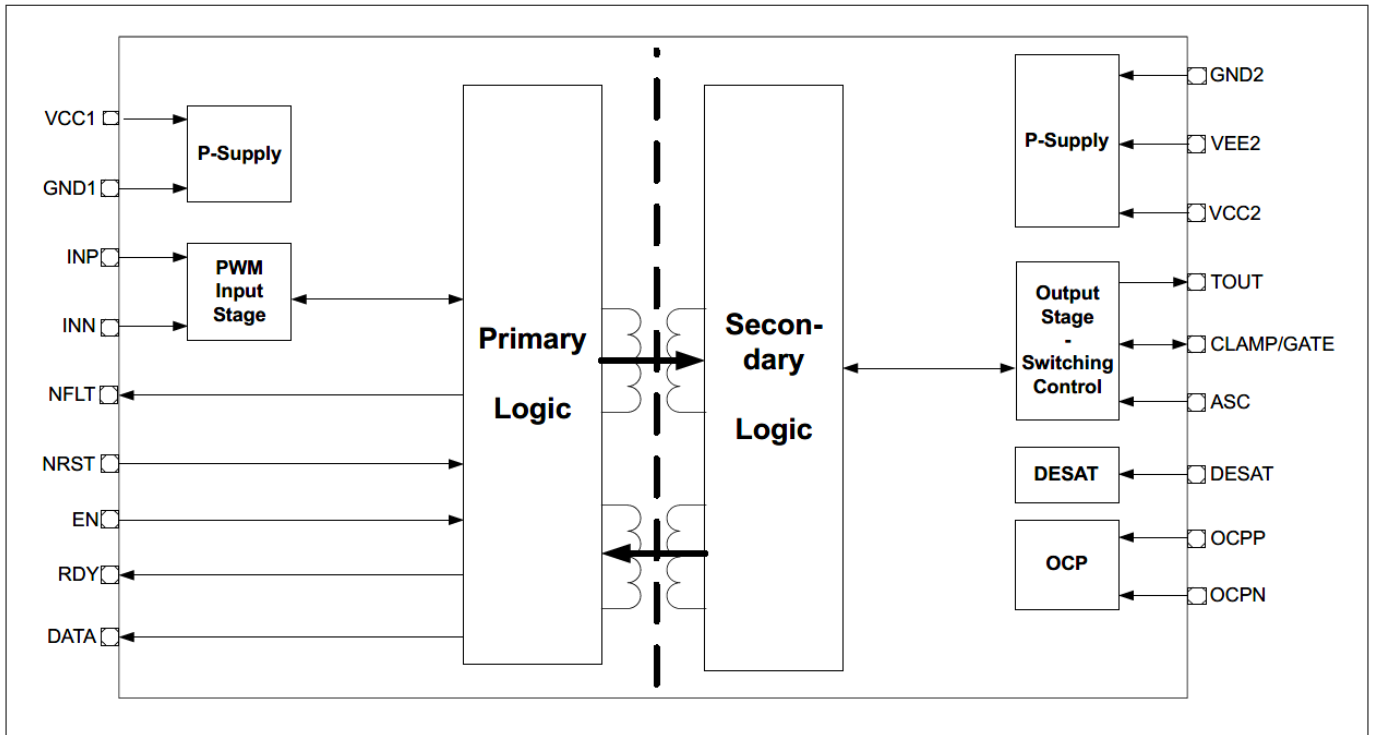 VCC1
GND1
INP
INN
NFLT
NRST
EN
RDY
DATA
P-Supply
PWM
Input
Stage
Primary
Logic
Secon-
dary
Logic
P-Supply
Output
Stage
-
Switching
Control
DESAT
OCP
GND2
VEE2
VCC2
TOUT
CLAMP/GATE
ASC
DESAT
OCPP
OCPN